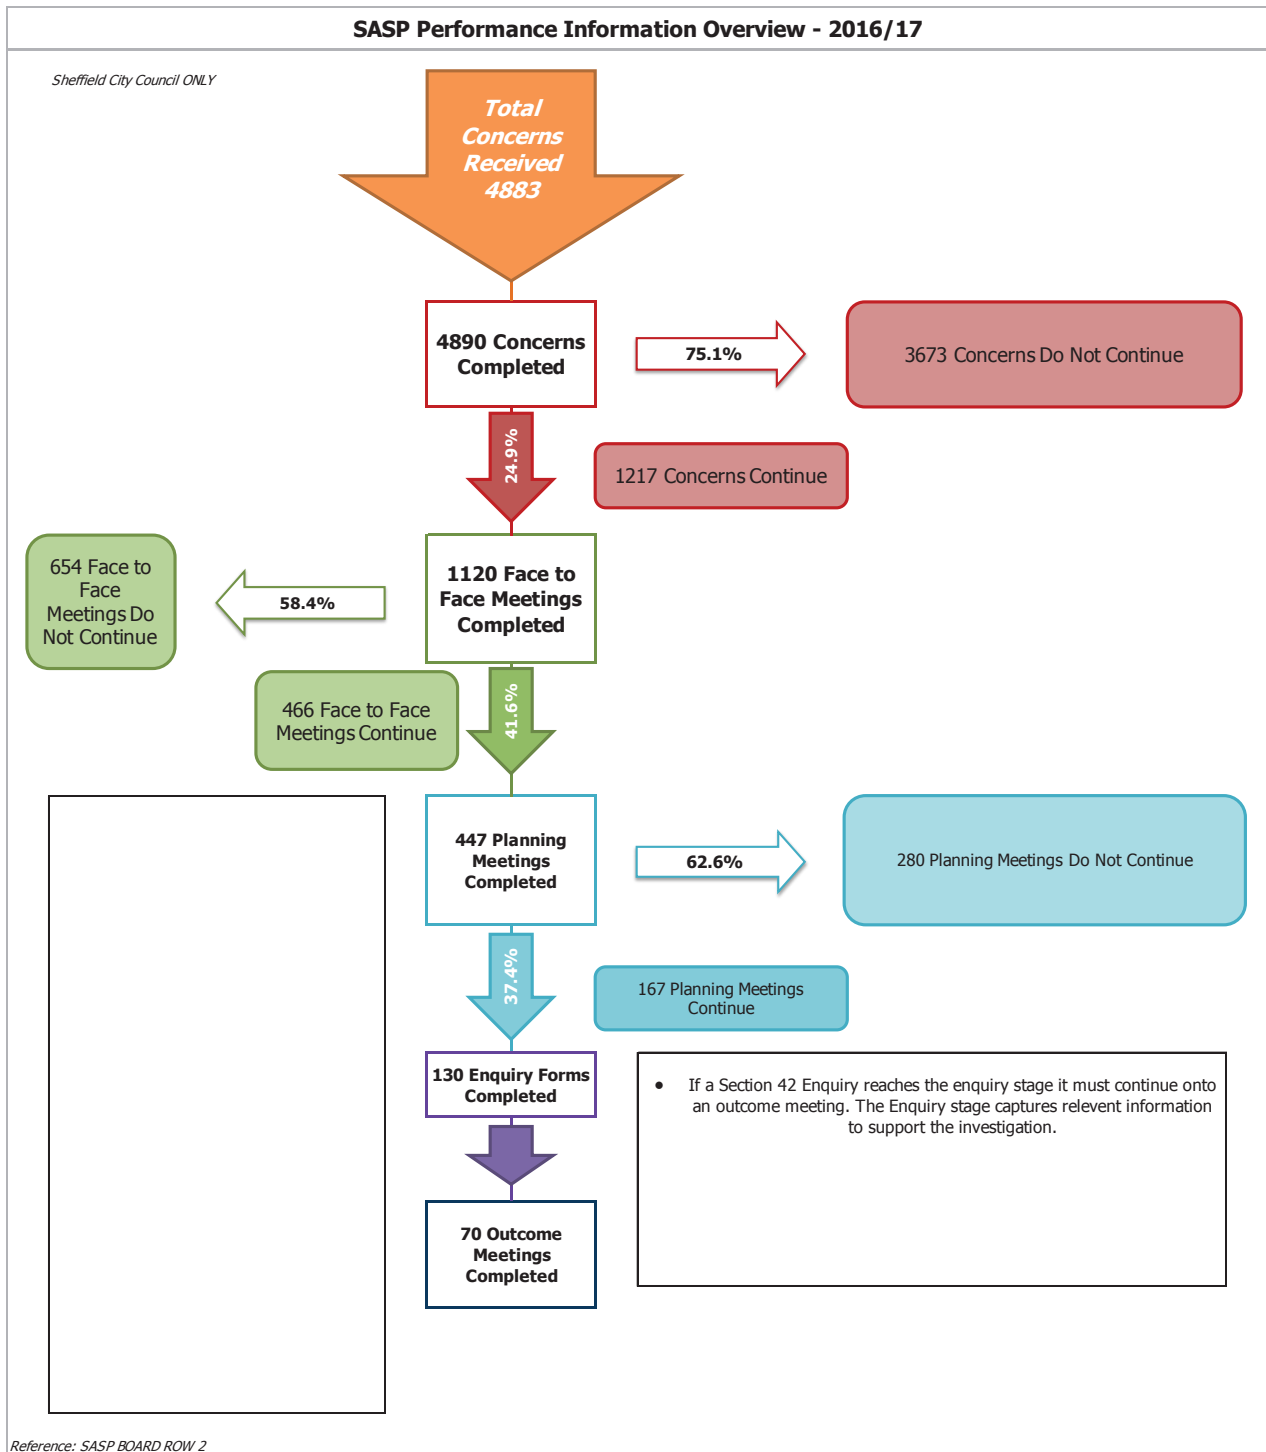 SASP Performance Information Overview - 2016/17
Sheffield City Council ONLY
Total
Concerns
Received
4883
4890 Concerns
Completed
75.1%
3673 Concerns Do Not Continue
24.9%
1217 Concerns Continue
654 Face to
Face
Meetings Do
Not Continue
58.4%
1120 Face to
Face Meetings
Completed
466 Face to Face
Meetings Continue
41.6%
447 Planning
Meetings
Completed
62.6%
280 Planning Meetings Do Not Continue
37.4%
167 Planning Meetings
Continue
130 Enquiry Forms
Completed
• If a Section 42 Enquiry reaches the enquiry stage it must continue onto
an outcome meeting. The Enquiry stage captures relevent information
to support the investigation.
70 Outcome
Meetings
Completed
Reference: SASP BOARD ROW 2